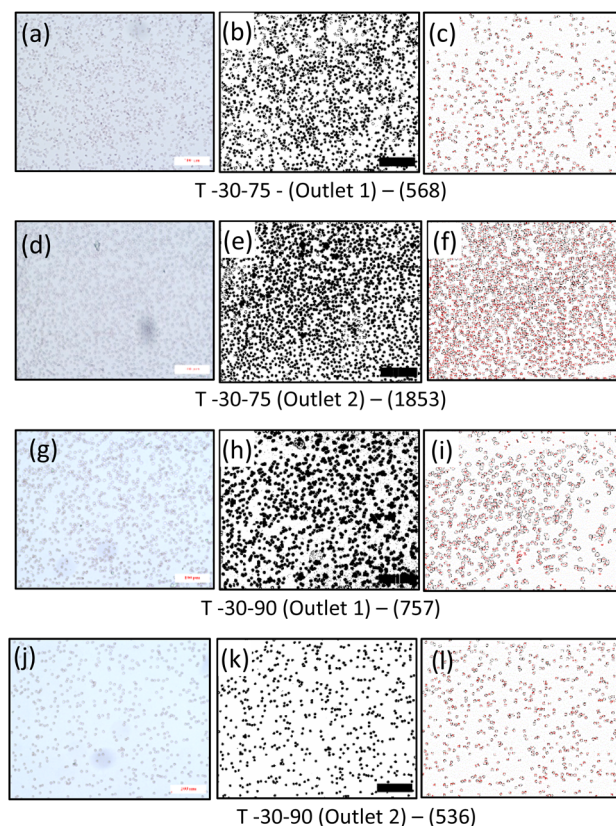 (a) (b) (c)
T -30-75 - (Outlet 1) – (568)
(d) (e) (f)
T -30-75 (Outlet 2) – (1853)
(g) (h) (i)
T -30-90 (Outlet 1) – (757)
(j) (k) (l)
T -30-90 (Outlet 2) – (536)